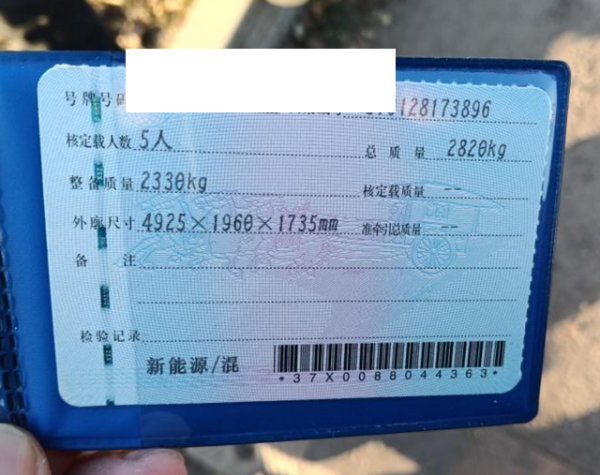 号牌号码 128173896
核定载人数 5人 总质量 2820kg
整备质量 2330kg 核定载质量 --
外廓尺寸 4925×1960×1735mm 准牵引总质量 --
备注
检验记录
新能源/混
*37X0088044363*